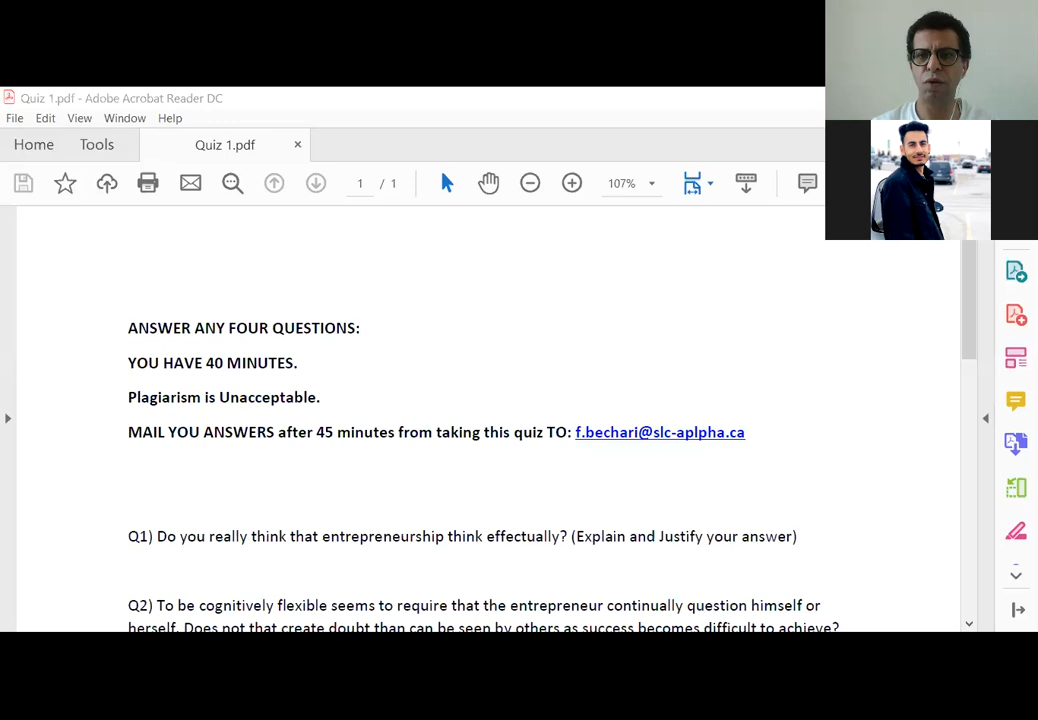 Quiz 1.pdf - Adobe Acrobat Reader DC
File Edit View Window Help
Home Tools Quiz 1.pdf ×
1 / 1 107%
ANSWER ANY FOUR QUESTIONS:
YOU HAVE 40 MINUTES.
Plagiarism is Unacceptable.
MAIL YOU ANSWERS after 45 minutes from taking this quiz TO: f.bechari@slc-aplpha.ca
Q1) Do you really think that entrepreneurship think effectually? (Explain and Justify your answer)
Q2) To be cognitively flexible seems to require that the entrepreneur continually question himself or
herself. Does not that create doubt than can be seen by others as success becomes difficult to achieve?